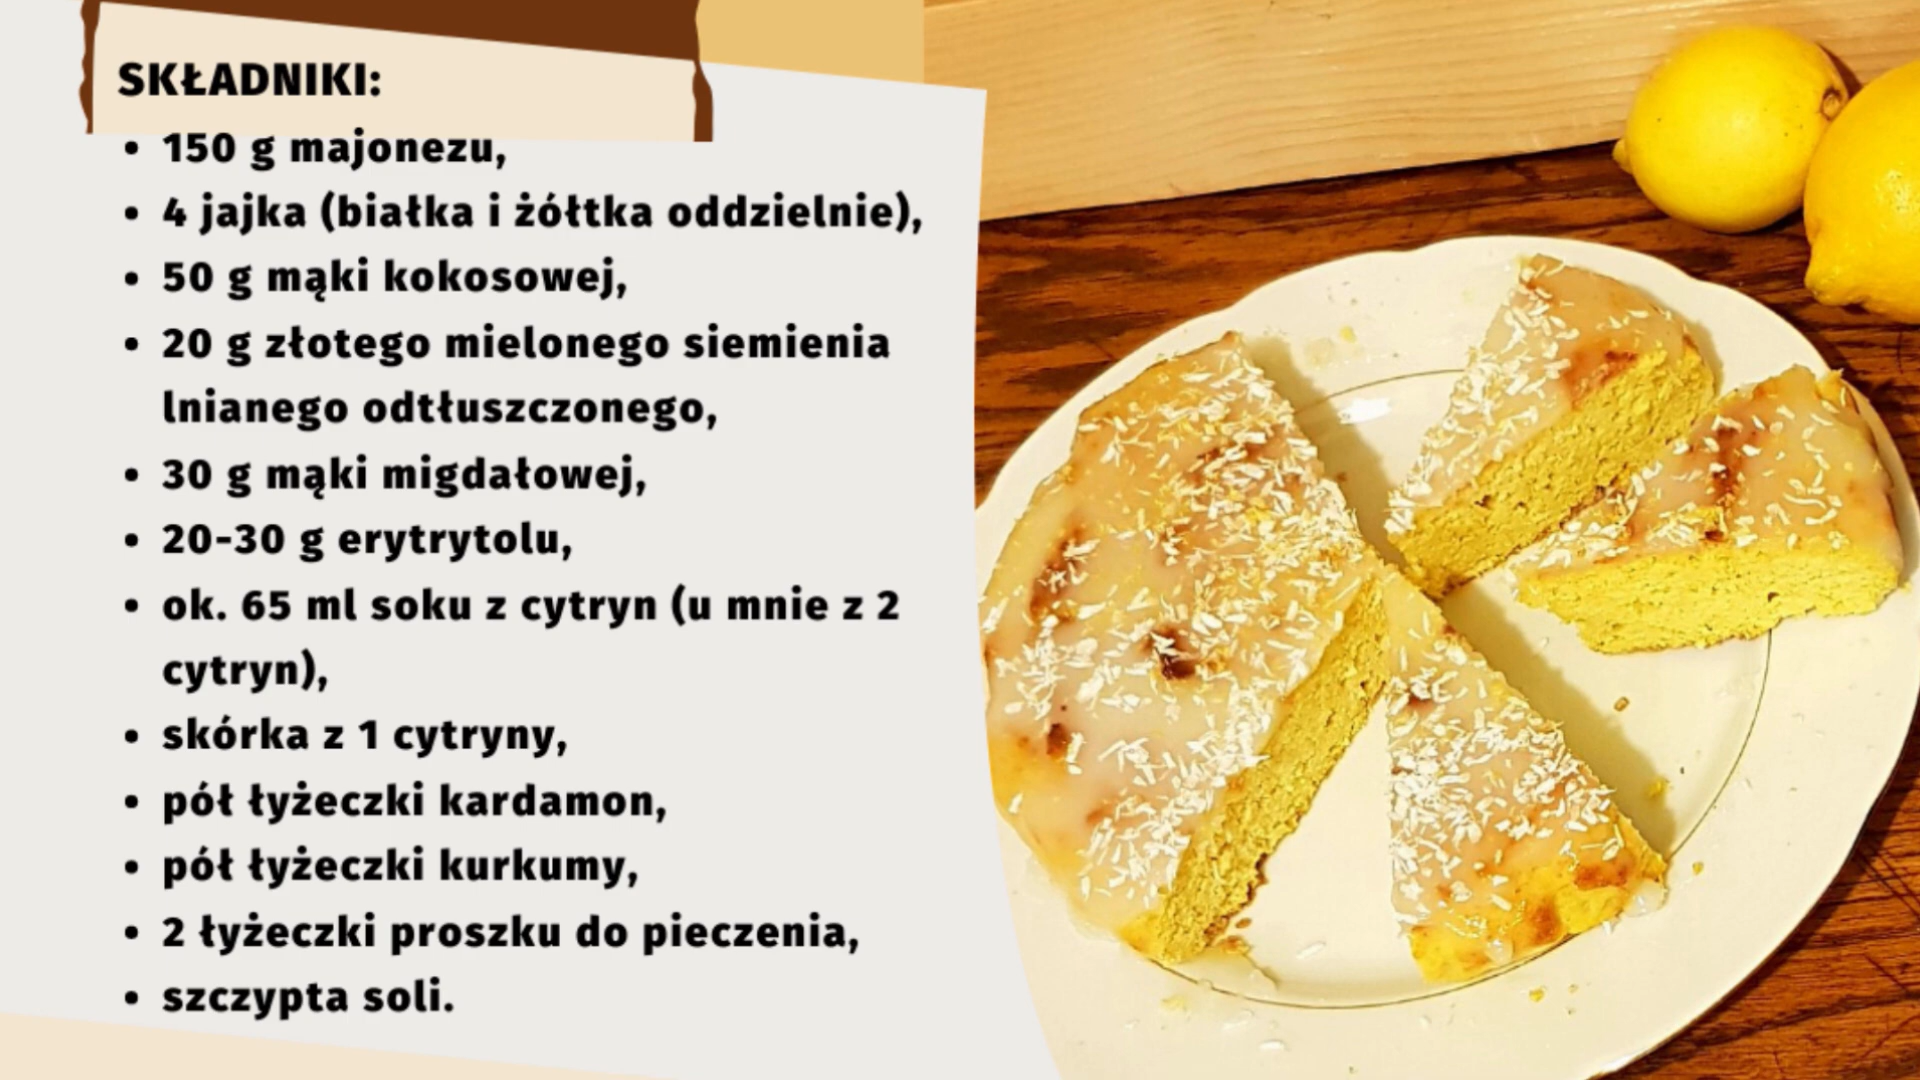 SKŁADNIKI:
• 150 g majonezu,
• 4 jajka (białka i żółtka oddzielnie),
• 50 g mąki kokosowej,
• 20 g złotego mielonego siemienia
lnianego odtłuszczonego,
• 30 g mąki migdałowej,
• 20-30 g erytrytolu,
• ok. 65 ml soku z cytryn (u mnie z 2
cytryn),
• skórka z 1 cytryny,
• pół łyżeczki kardamon,
• pół łyżeczki kurkumy,
• 2 łyżeczki proszku do pieczenia,
• szczypta soli.